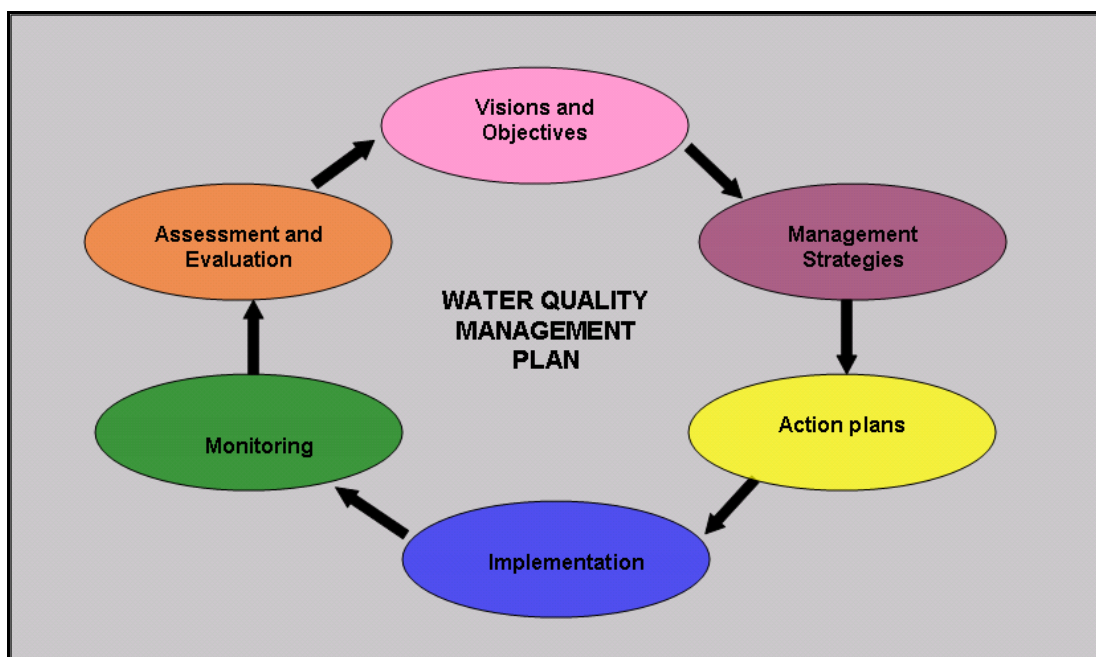 Visions and
Objectives
Management
Strategies
Action plans
Implementation
Monitoring
Assessment and
Evaluation
WATER QUALITY
MANAGEMENT
PLAN